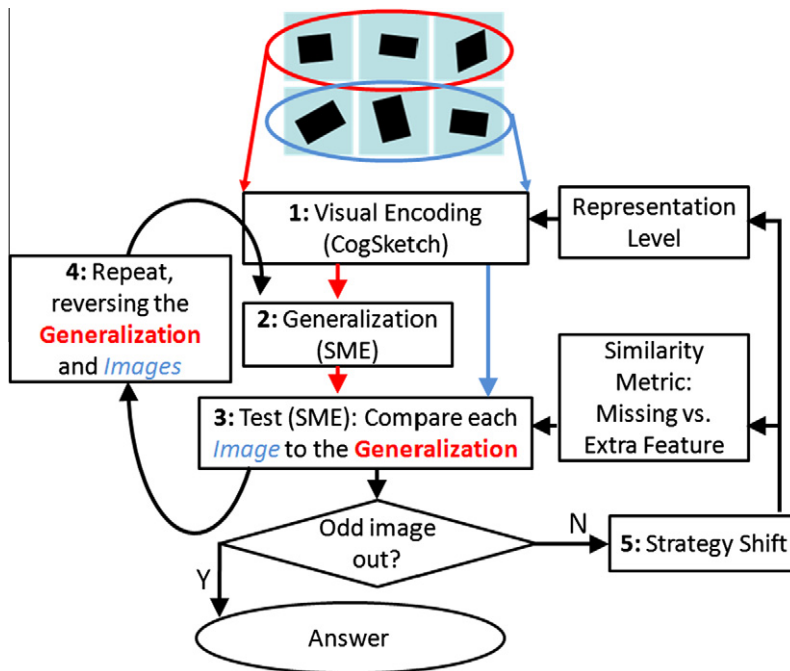 1: Visual Encoding
(CogSketch)
Representation
Level
4: Repeat,
reversing the
Generalization
and Images
2: Generalization
(SME)
Similarity
Metric:
Missing vs.
Extra Feature
3: Test (SME): Compare each
Image to the Generalization
Odd image
out?
N
5: Strategy Shift
Y
Answer